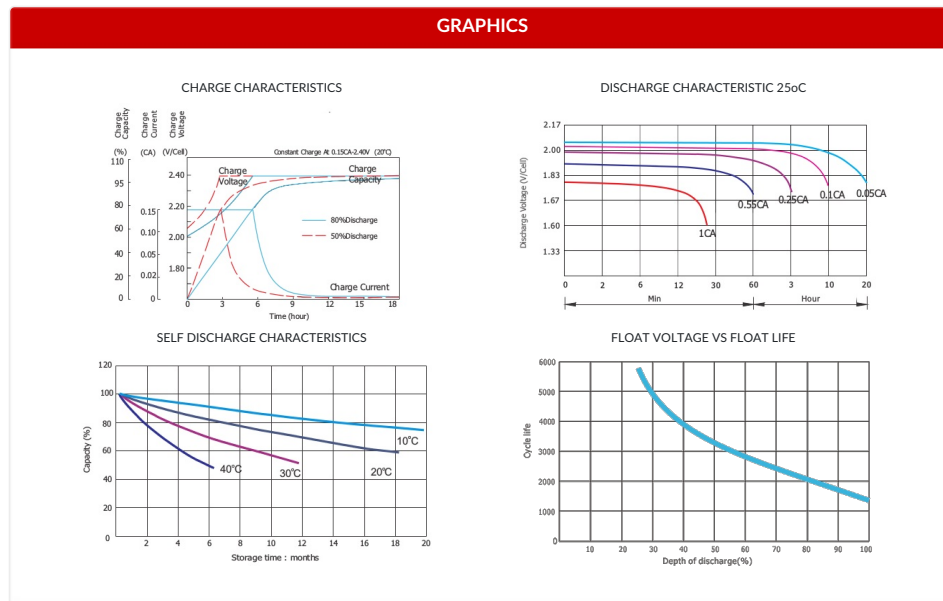 GRAPHICS
CHARGE CHARACTERISTICS
Charge Capacity
Charge Current
Charge Voltage
(%) (CA) (V/Cell)
Constant Charge At 0.15CA-2.40V (20℃)
110
95
80
60
40
20
0
0.15
0.10
0.05
0.02
0
2.40
2.20
2.00
1.80
Charge Voltage
Charge Capacity
80%Discharge
50%Discharge
Charge Current
0 3 6 9 12 15 18
Time (hour)
DISCHARGE CHARACTERISTIC 25oC
Discharge Voltage (V/Cell)
2.17
2.00
1.83
1.67
1.60
1.33
1CA
0.55CA
0.25CA
0.1CA
0.05CA
0 2 6 12 30 60 3 10 20
Min Hour
SELF DISCHARGE CHARACTERISTICS
Capacity (%)
120
100
80
60
40
20
0
40℃
30℃
20℃
10℃
2 4 6 8 10 12 14 16 18 20
Storage time : months
FLOAT VOLTAGE VS FLOAT LIFE
Cycle life
6000
5000
4000
3000
2000
1000
0
10 20 30 40 50 60 70 80 90 100
Depth of discharge(%)